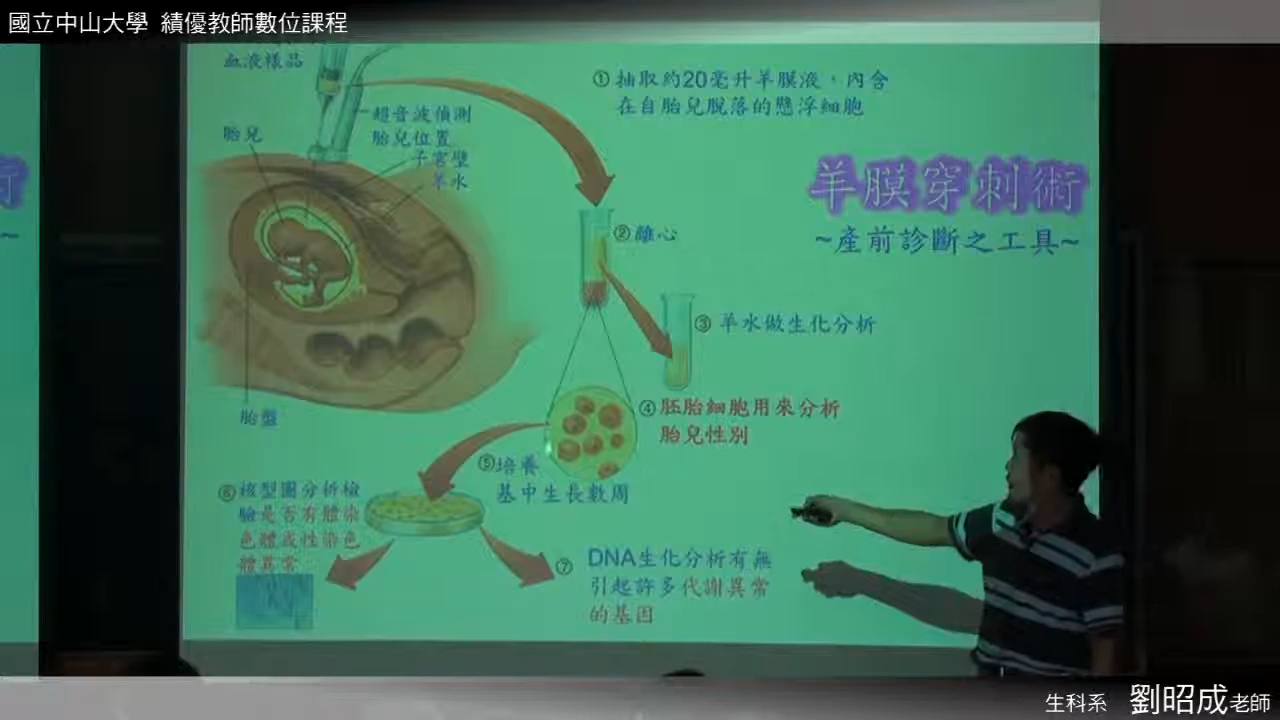 國立中山大學 績優教師數位課程
血液樣品
超音波偵測
胎兒位置
胎兒
子宮壁
羊水
胎盤
①抽取約20毫升羊膜液，內含
在自胎兒脫落的懸浮細胞
羊膜穿刺術
~產前診斷之工具~
②離心
③羊水做生化分析
④胚胎細胞用來分析
胎兒性別
⑤培養
基中生長數周
⑥核型圖分析檢
驗是否有體染
色體或性染色
體異常
⑦DNA生化分析有無
引起許多代謝異常
的基因
術
~
生科系 劉昭成老師